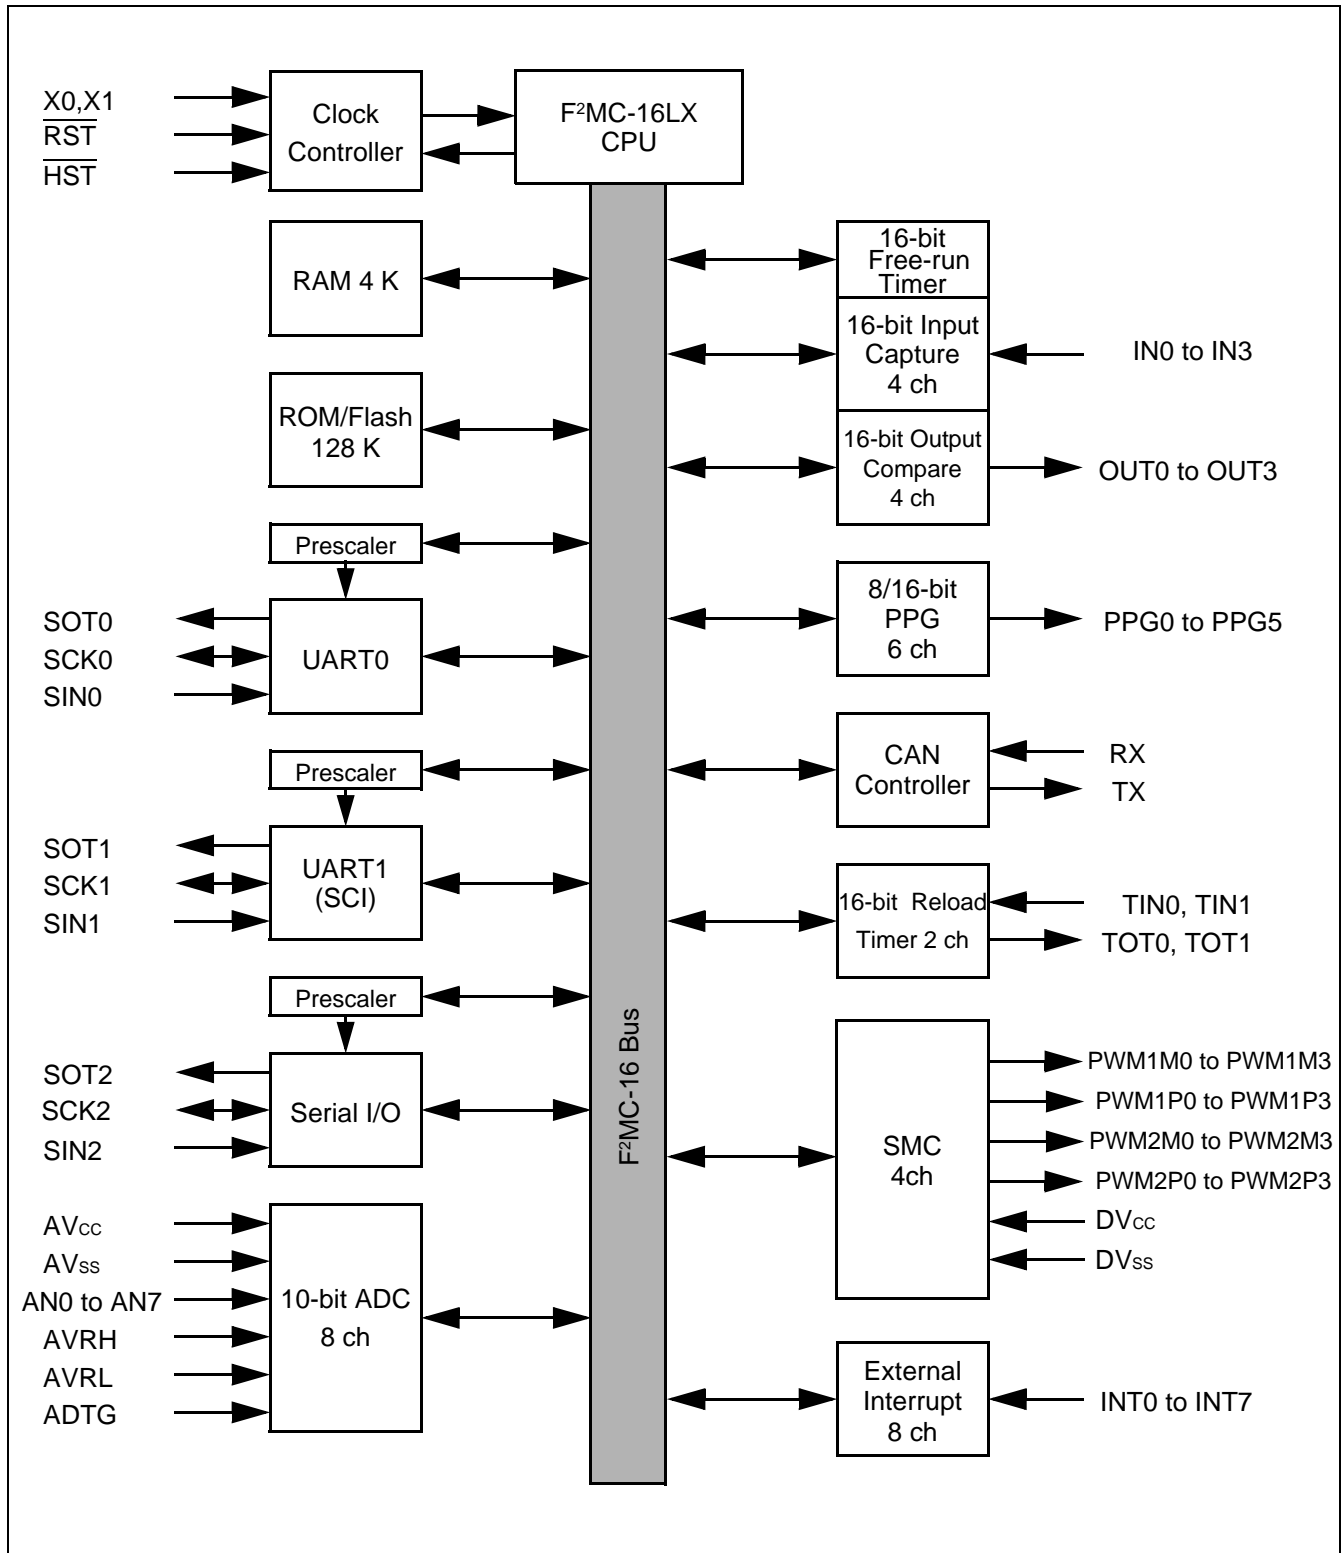 X0,X1
RST
HST
Clock
Controller
F²MC-16LX
CPU
RAM 4 K
ROM/Flash
128 K
Prescaler
SOT0
SCK0
SIN0
UART0
Prescaler
SOT1
SCK1
SIN1
UART1
(SCI)
Prescaler
SOT2
SCK2
SIN2
Serial I/O
AVCC
AVSS
AN0 to AN7
AVRH
AVRL
ADTG
10-bit ADC
8 ch
F²MC-16 Bus
16-bit
Free-run
Timer
16-bit Input
Capture
4 ch
IN0 to IN3
16-bit Output
Compare
4 ch
OUT0 to OUT3
8/16-bit
PPG
6 ch
PPG0 to PPG5
CAN
Controller
RX
TX
16-bit Reload
Timer 2 ch
TIN0, TIN1
TOT0, TOT1
SMC
4ch
PWM1M0 to PWM1M3
PWM1P0 to PWM1P3
PWM2M0 to PWM2M3
PWM2P0 to PWM2P3
DVCC
DVSS
External
Interrupt
8 ch
INT0 to INT7